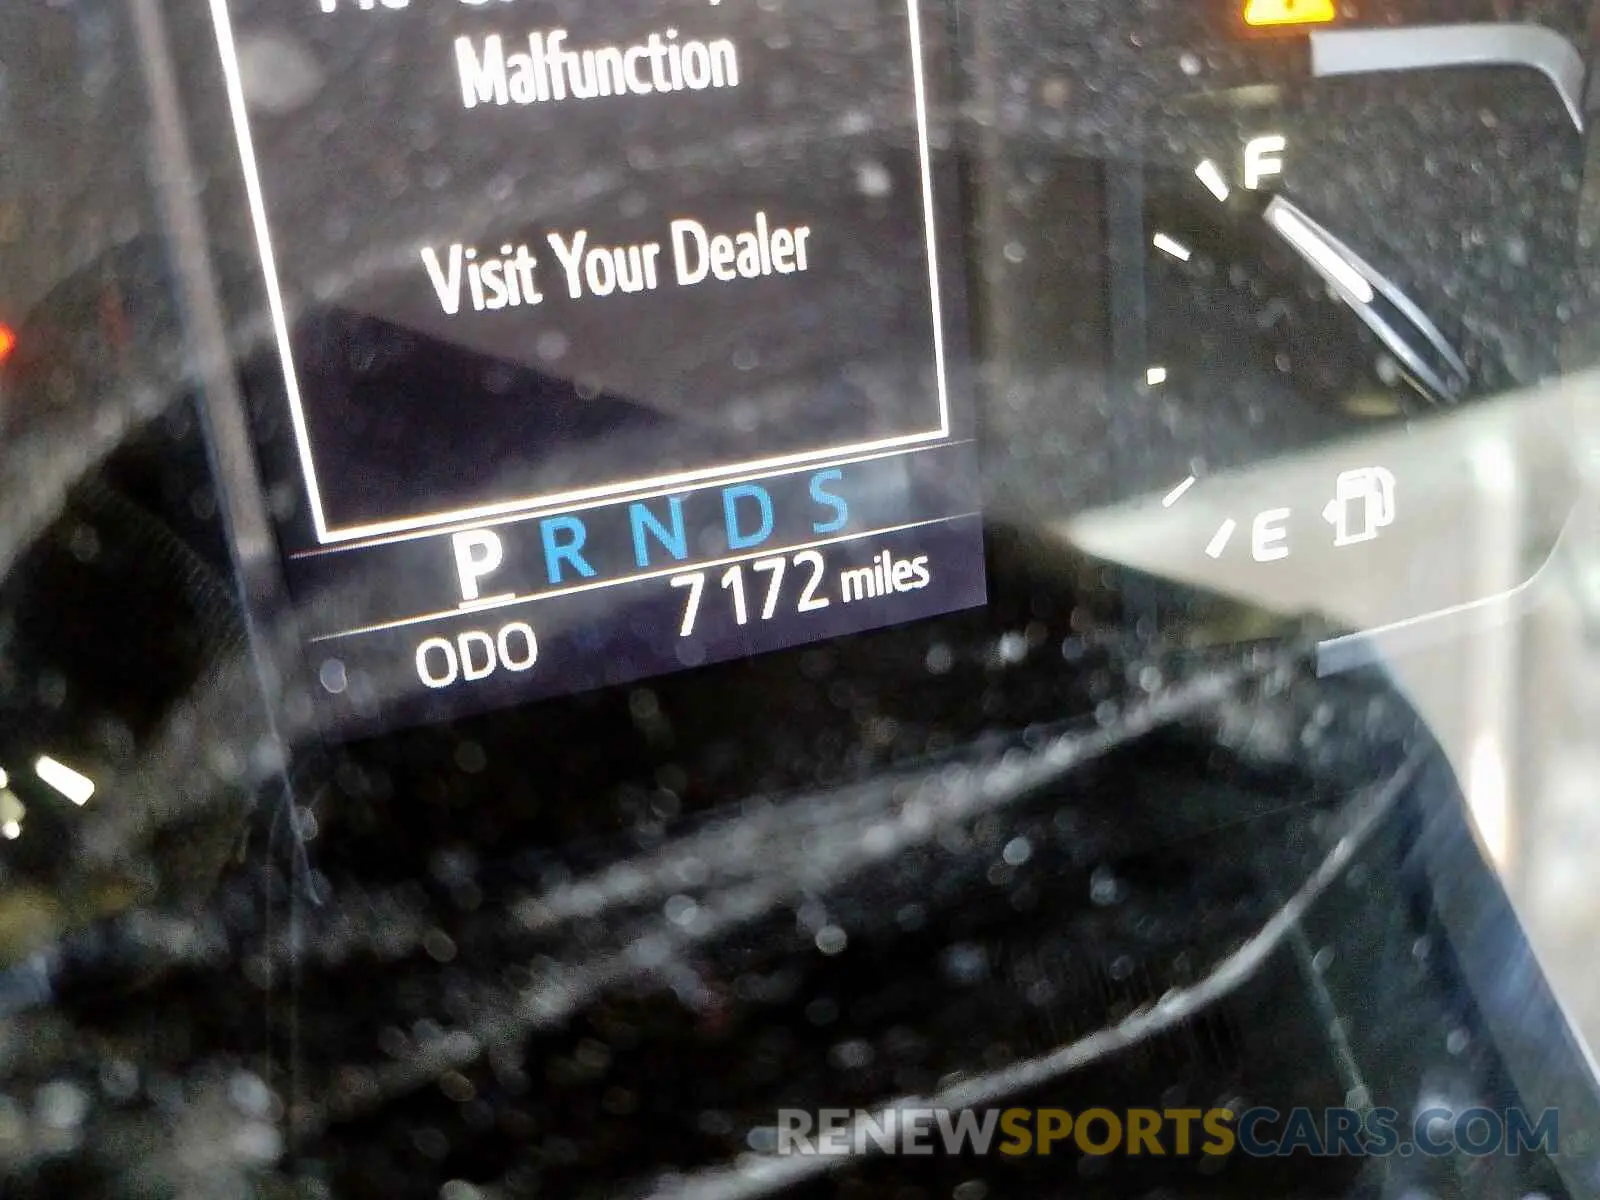 Malfunction
Visit Your Dealer
P R N D S
ODO 7172 miles
F
E
RENEWSPORTSCARS.COM